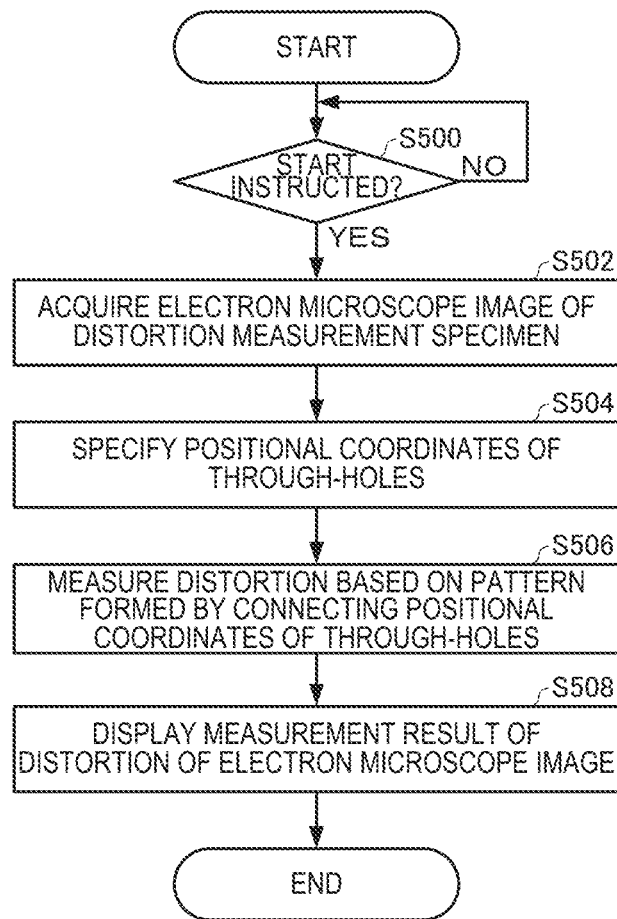 START
S500
START
INSTRUCTED?
NO
YES
S502
ACQUIRE ELECTRON MICROSCOPE IMAGE OF
DISTORTION MEASUREMENT SPECIMEN
S504
SPECIFY POSITIONAL COORDINATES OF
THROUGH-HOLES
S506
MEASURE DISTORTION BASED ON PATTERN
FORMED BY CONNECTING POSITIONAL
COORDINATES OF THROUGH-HOLES
S508
DISPLAY MEASUREMENT RESULT OF
DISTORTION OF ELECTRON MICROSCOPE IMAGE
END